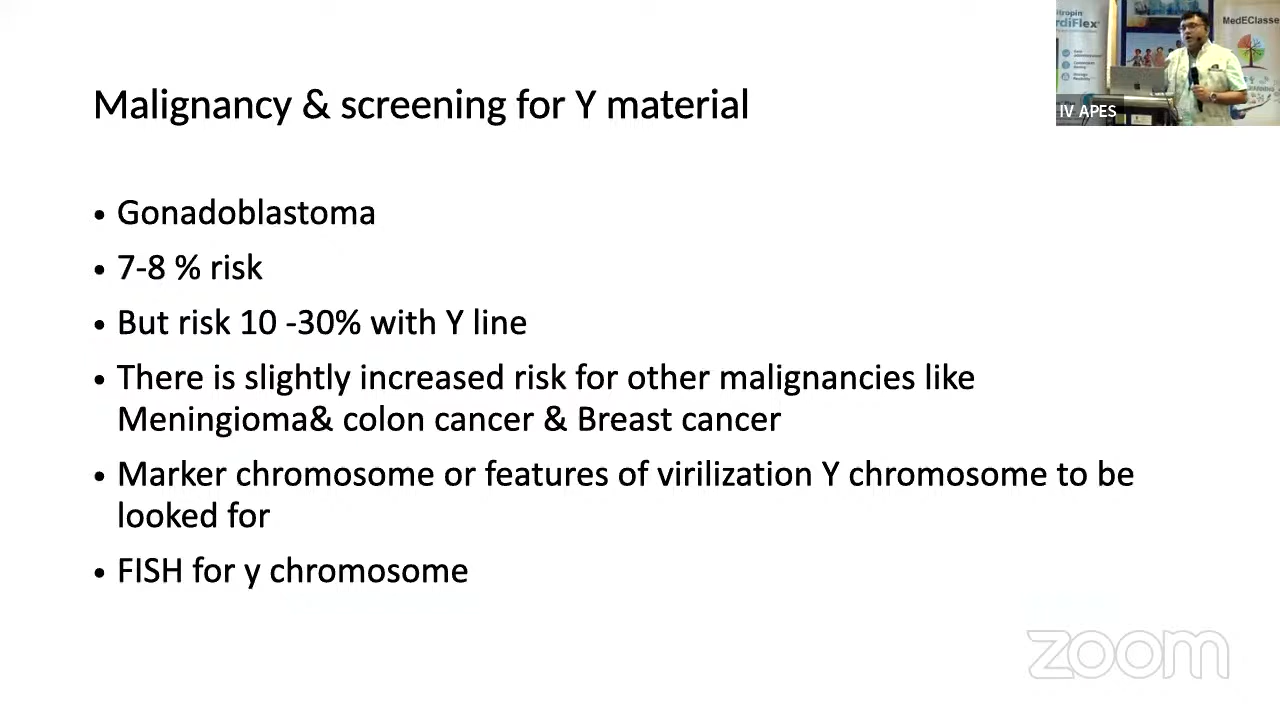 Malignancy & screening for Y material
• Gonadoblastoma
• 7-8 % risk
• But risk 10 -30% with Y line
• There is slightly increased risk for other malignancies like
Meningioma& colon cancer & Breast cancer
• Marker chromosome or features of virilization Y chromosome to be
looked for
• FISH for y chromosome
MedEClasse
IV APES
zoom